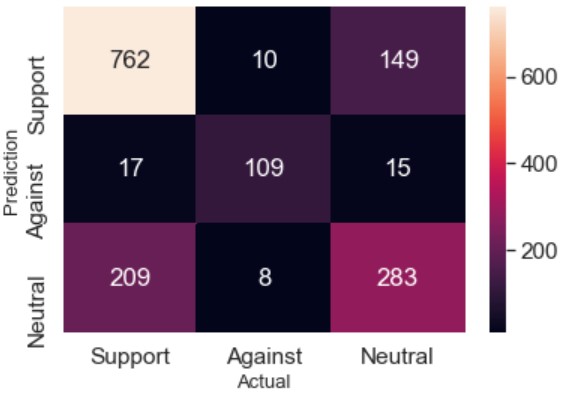 Prediction
Support
762 10 149
Against
17 109 15
Neutral
209 8 283
Support Against Neutral
Actual
600
400
200